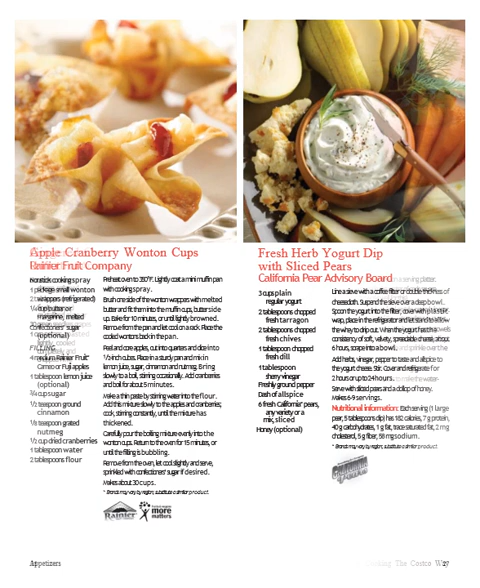 Apple Cranberry Wonton Cups
Rainier Fruit Company
Nonstick cooking spray
1 package small wonton
wrappers (refrigerated)
butter or
margarine, melted
Confectioners' sugar
(optional)
FILLING
4 medium Rainier Fruit*
Cameo or Fuji apples
1 tablespoon lemon juice
(optional)
¼ cup sugar
½ teaspoon ground
cinnamon
⅛ teaspoon grated
nutmeg
½ cup dried cranberries
1 teaspoon water
2 tablespoons flour
Preheat oven to 350°F. Lightly coat a mini muffin pan
with cooking spray.
Brush one side of the wonton wrappers with melted
butter and fit them into the muffin cups, butter side
up. Bake for 10 minutes, or until lightly browned.
Remove from the pan and let cool on a rack. Place the
cooled wontons back in the pan.
Peel and core apples, cut into quarters and dice into
1/2-inch cubes. Place in a sauty pan and mix in
lemon juice, sugar, cinnamon and nutmeg. Bring
slowly to a boil, stirring occasionally. Add cranberries
and boil for about 5 minutes.
Make a thin paste by stirring water into the flour.
Add this mixture slowly to the apples and cranberries;
cook, stirring constantly, until the mixture has
thickened.
Carefully pour the boiling mixture evenly into the
wonton cups. Return to the oven for 15 minutes, or
until the filling is bubbling.
Remove from the oven, let cool slightly and serve,
sprinkled with confectioners' sugar if desired.
Makes about 30 cups.
* Brands may vary by region; substitute a similar product.
RAINIER
more
matters
Fresh Herb Yogurt Dip
with Sliced Pears
California Pear Advisory Board
3 cups plain
regular yogurt
2 tablespoons chopped
fresh tarragon
2 tablespoons chopped
fresh chives
1 tablespoon chopped
fresh dill
1 tablespoon
sherry vinegar
Freshly ground pepper
Dash of allspice
6 fresh California* pears,
any variety or a
mix, sliced
Honey (optional)
Line a sieve with a coffee filter or double thickness of
cheesecloth. Suspend the sieve over a deep bowl.
Spoon the yogurt into the filter, cover with plastic
wrap, place in the refrigerator and let stand to allow
the whey to drip out. When the yogurt has the
consistency of soft, velvety, spreadable cheese, about
hours, scrape into a bowl.
Add herbs, vinegar, pepper to taste and allspice to
the yogurt cheese. Stir. Cover and refrigerate for
2 hours or up to 24 hours.
Serve with sliced pears and a dollop of honey.
Makes 6-9 servings.
Nutritional information: Each serving (1 large
pear, 5 tablespoons dip) has 182 calories, 7 g protein,
40 g carbohydrates, 1 g fat, trace saturated fat, 2 mg
cholesterol, 5 g fiber, 58 mg sodium.
* Brands may vary by region; substitute a similar product.
Appetizers
The Costco Way
27